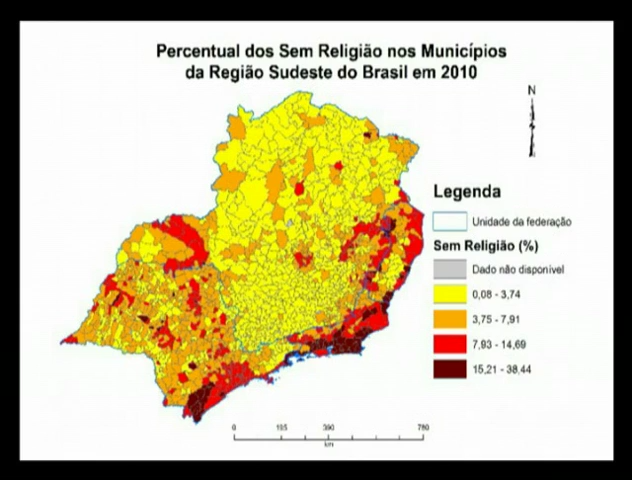 Percentual dos Sem Religião nos Municípios
da Região Sudeste do Brasil em 2010
N
Legenda
Unidade da federação
Sem Religião (%)
Dado não disponivel
0,08 - 3,74
3,75 - 7,91
7,93 - 14,69
15,21 - 38,44
0 195 390 780
km